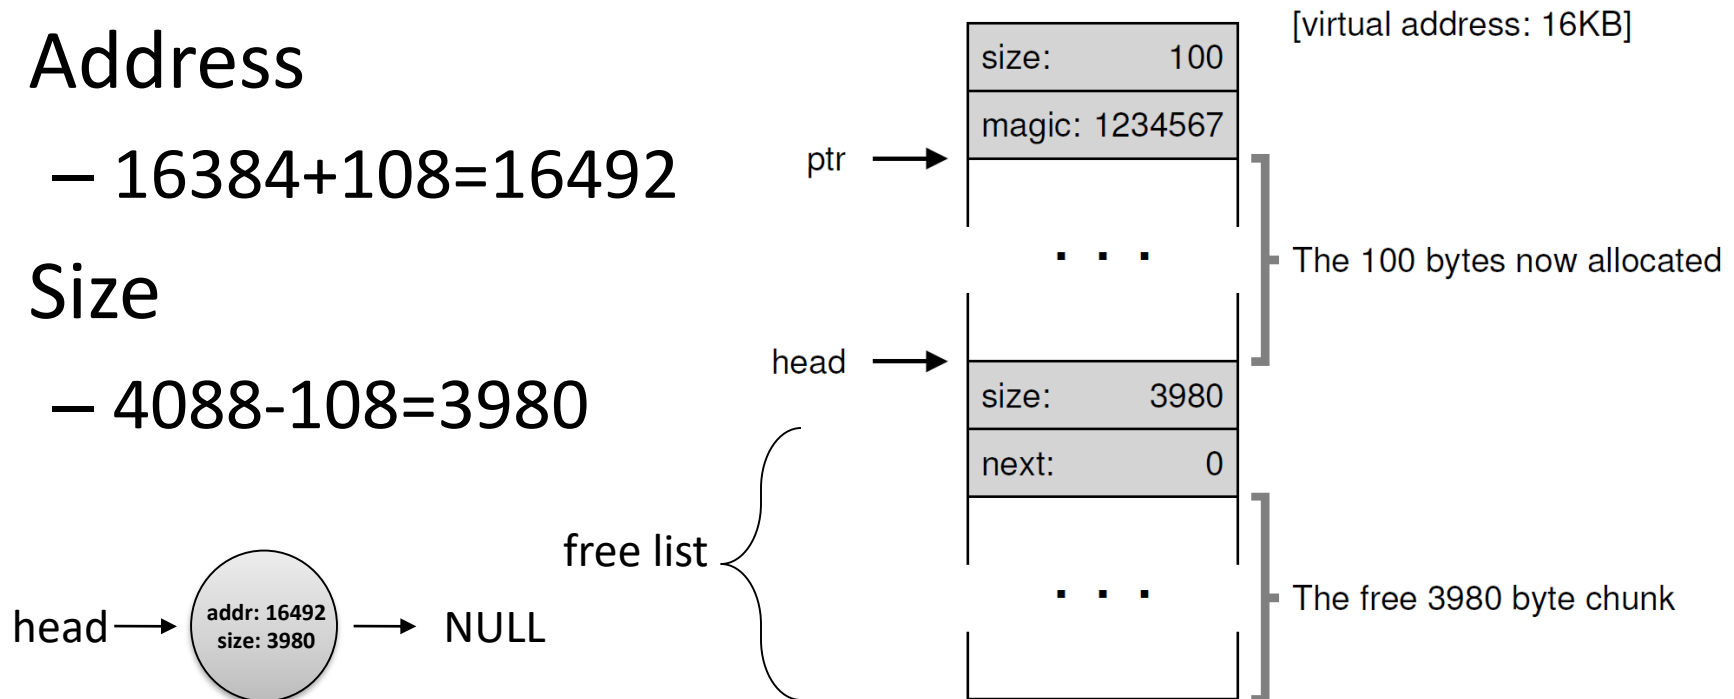 Address
– 16384+108=16492
Size
– 4088-108=3980
free list
head
addr: 16492
size: 3980
NULL
[virtual address: 16KB]
size: 100
magic: 1234567
ptr
. . .
The 100 bytes now allocated
head
size: 3980
next: 0
. . .
The free 3980 byte chunk